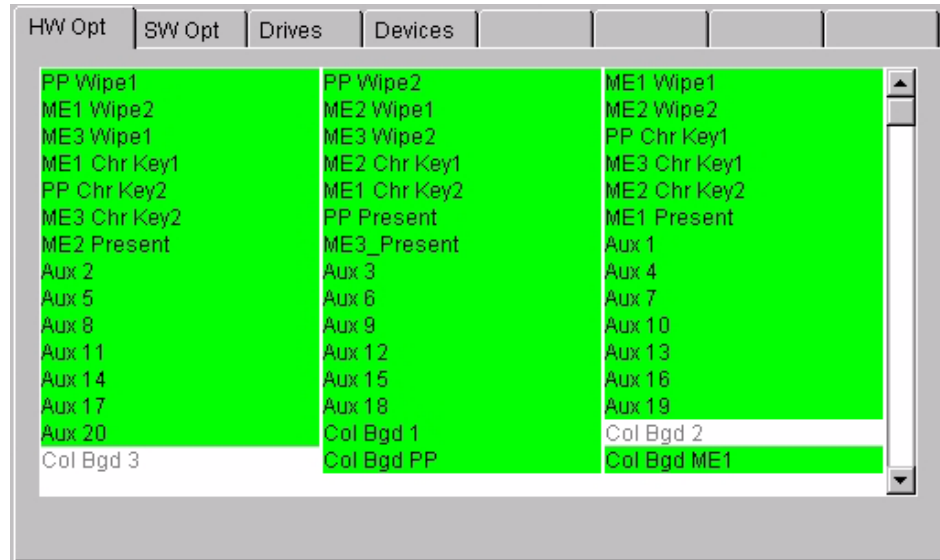 HW Opt SW Opt Drives Devices
PP Wipe1 PP Wipe2 ME1 Wipe1
ME1 Wipe2 ME2 Wipe1 ME2 Wipe2
ME3 Wipe1 ME3 Wipe2 PP Chr Key1
ME1 Chr Key1 ME2 Chr Key1 ME3 Chr Key1
PP Chr Key2 ME1 Chr Key2 ME2 Chr Key2
ME3 Chr Key2 PP Present ME1 Present
ME2 Present ME3_Present Aux 1
Aux 2 Aux 3 Aux 4
Aux 5 Aux 6 Aux 7
Aux 8 Aux 9 Aux 10
Aux 11 Aux 12 Aux 13
Aux 14 Aux 15 Aux 16
Aux 17 Aux 18 Aux 19
Aux 20 Col Bgd 1 Col Bgd 2
Col Bgd 3 Col Bgd PP Col Bgd ME1